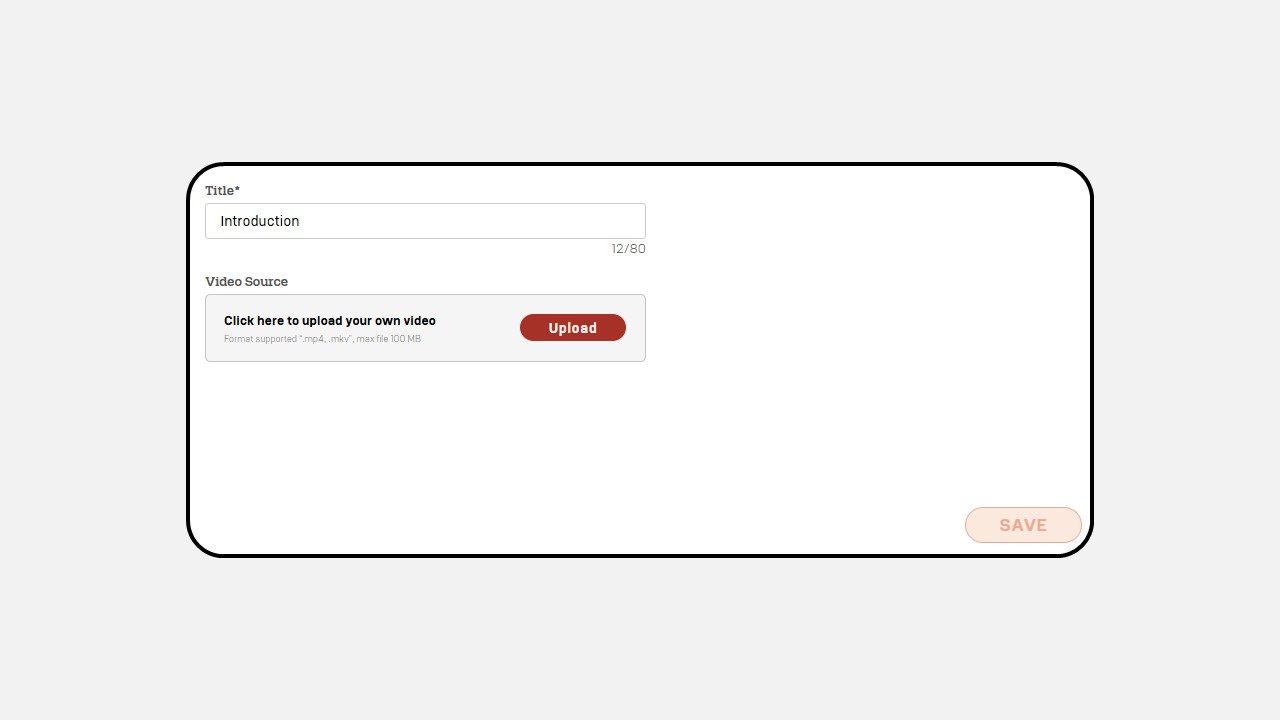 Title*
Introduction
12/80
Video Source
Click here to upload your own video
Format supported ".mp4, .mkv", max file 100 MB
Upload
SAVE